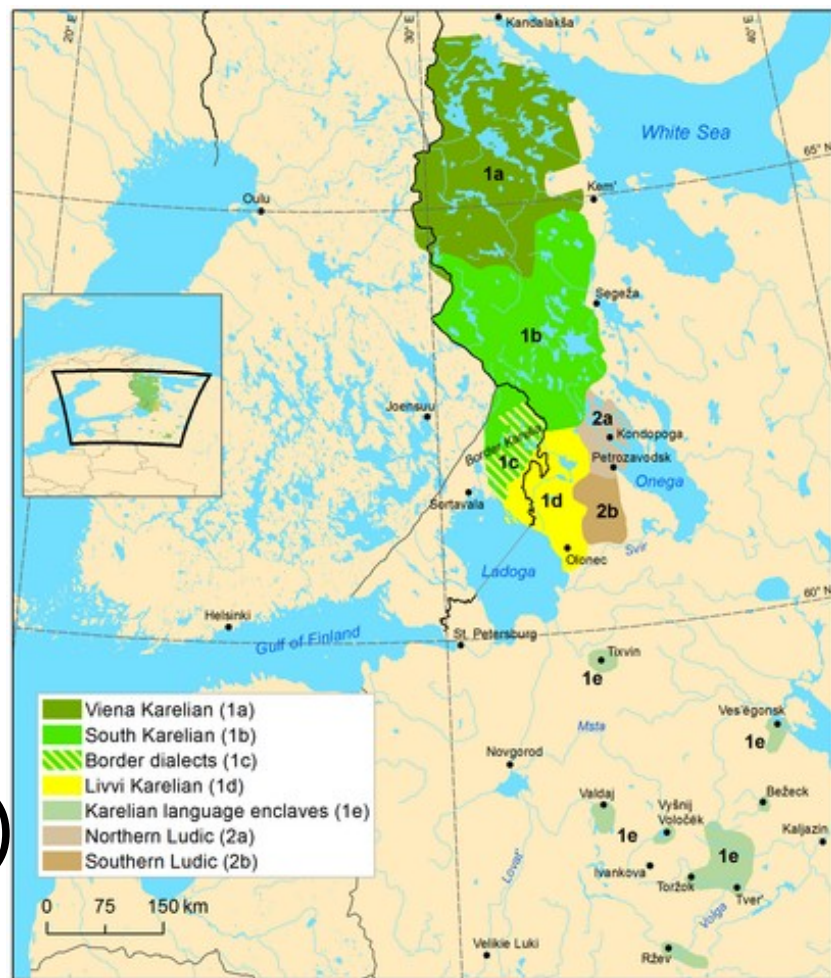 20° E
30° E
40° E
Kandalakša
White Sea
65° N
1a
Kem'
Oulu
Segeža
1b
Joensuu
2a
Kondopoga
Border Karelia
Petrozavodsk
1c
Onega
Sortavala
1d
2b
Olonec
Svir
Ladoga
60° N
Helsinki
Gulf of Finland
St. Petersburg
Tixvin
1e
Viena Karelian (1a)
South Karelian (1b)
Border dialects (1c)
Livvi Karelian (1d)
Karelian language enclaves (1e)
Northern Ludic (2a)
Southern Ludic (2b)
0 75 150 km
Msta
Ves'egonsk
1e
Novgorod
Valdaj
Vyšnij
Voločëk
Bežeck
1e
Kaljazin
Lovat'
Ivankova
1e
Toržok
Tver'
Volga
Velikie Luki
Ržev
)